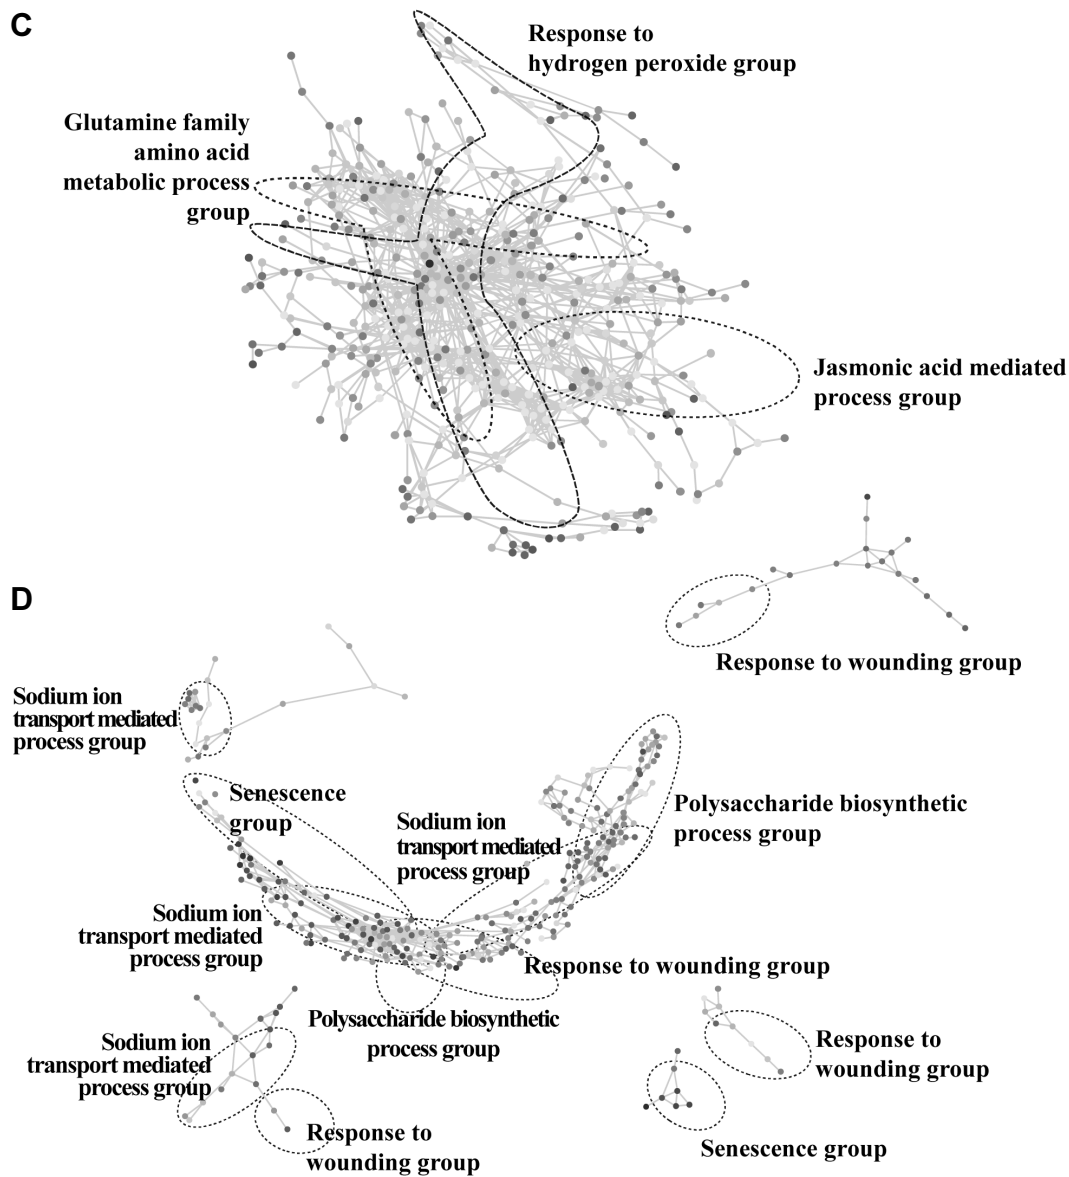 C
Response to
hydrogen peroxide group
Glutamine family
amino acid
metabolic process
group
Jasmonic acid mediated
process group
D
Response to wounding group
Sodium ion
transport mediated
process group
Senescence
group
Sodium ion
transport mediated
process group
Polysaccharide biosynthetic
process group
Sodium ion
transport mediated
process group
Response to wounding group
Polysaccharide biosynthetic
process group
Sodium ion
transport mediated
process group
Response to
wounding group
Response to
wounding group
Senescence group